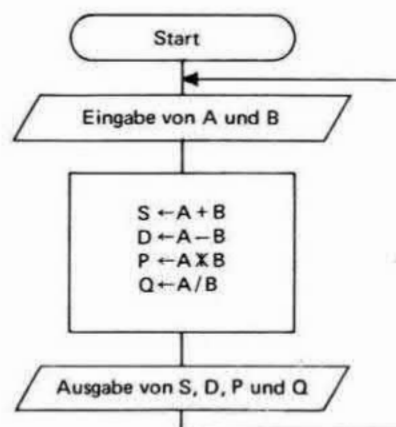 Start
Eingabe von A und B
S ← A + B
D ← A − B
P ← A * B
Q ← A / B
Ausgabe von S, D, P und Q